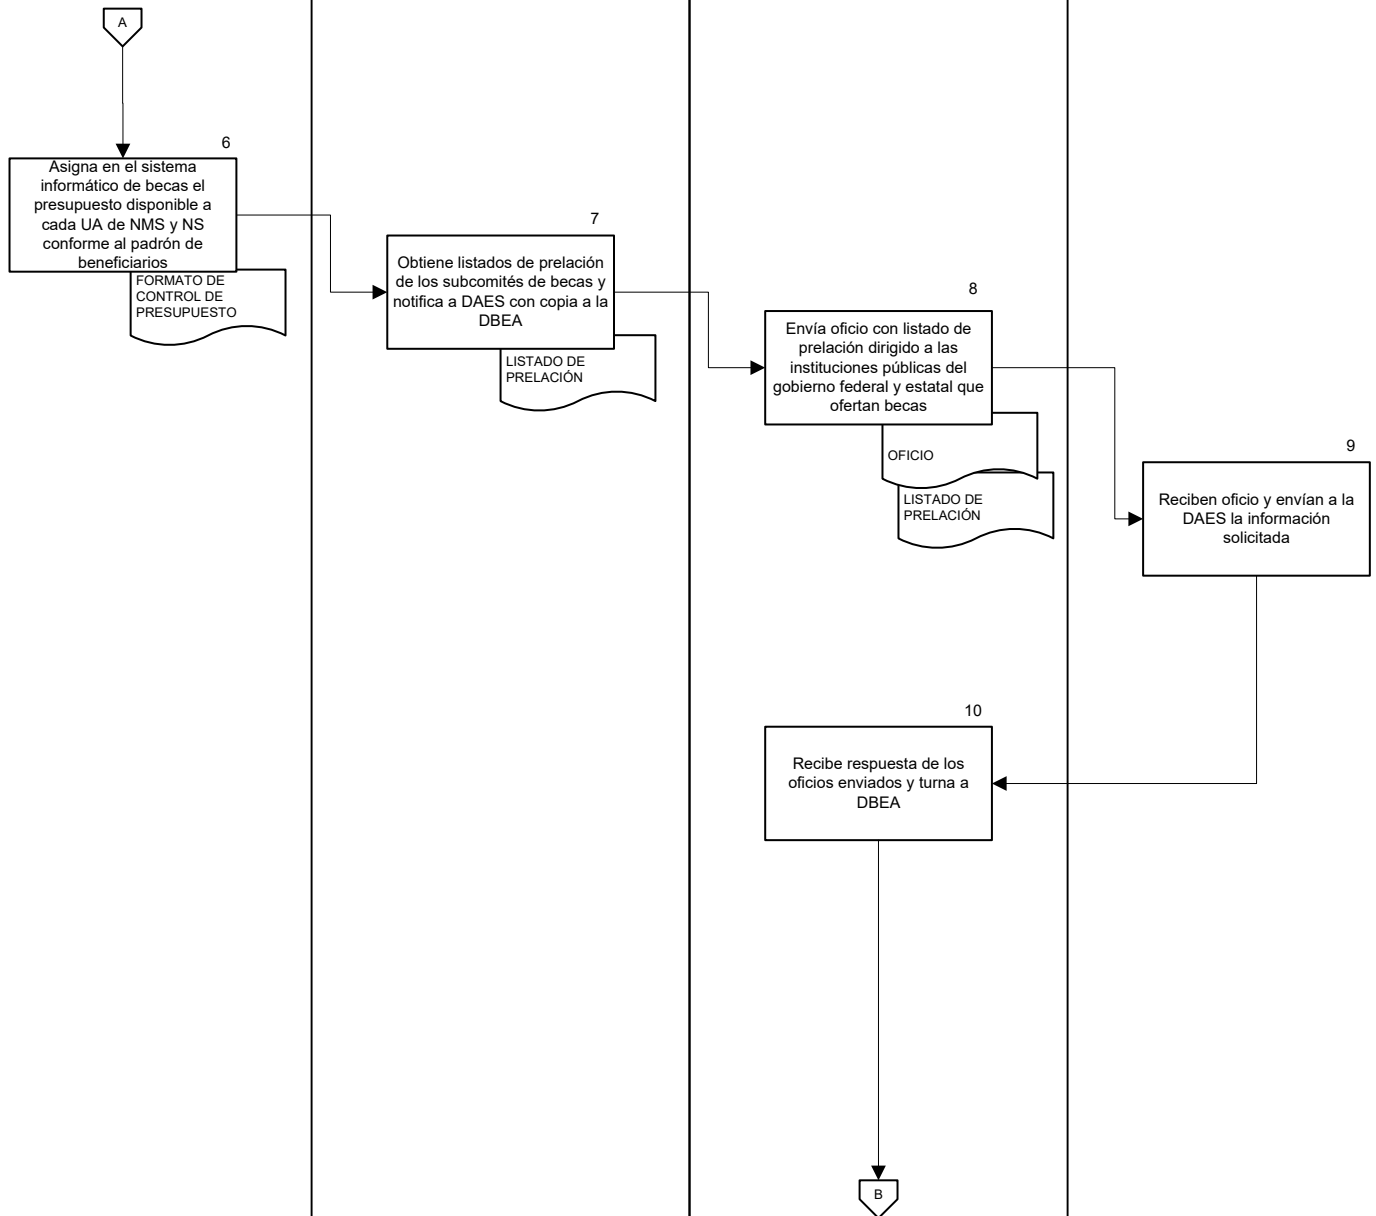 A
6
Asigna en el sistema
informático de becas el
presupuesto disponible a
cada UA de NMS y NS
conforme al padrón de
beneficiarios
FORMATO DE
CONTROL DE
PRESUPUESTO
7
Obtiene listados de prelación
de los subcomités de becas y
notifica a DAES con copia a la
DBEA
LISTADO DE
PRELACIÓN
8
Envía oficio con listado de
prelación dirigido a las
instituciones públicas del
gobierno federal y estatal que
ofertan becas
OFICIO
LISTADO DE
PRELACIÓN
9
Reciben oficio y envían a la
DAES la información
solicitada
10
Recibe respuesta de los
oficios enviados y turna a
DBEA
B